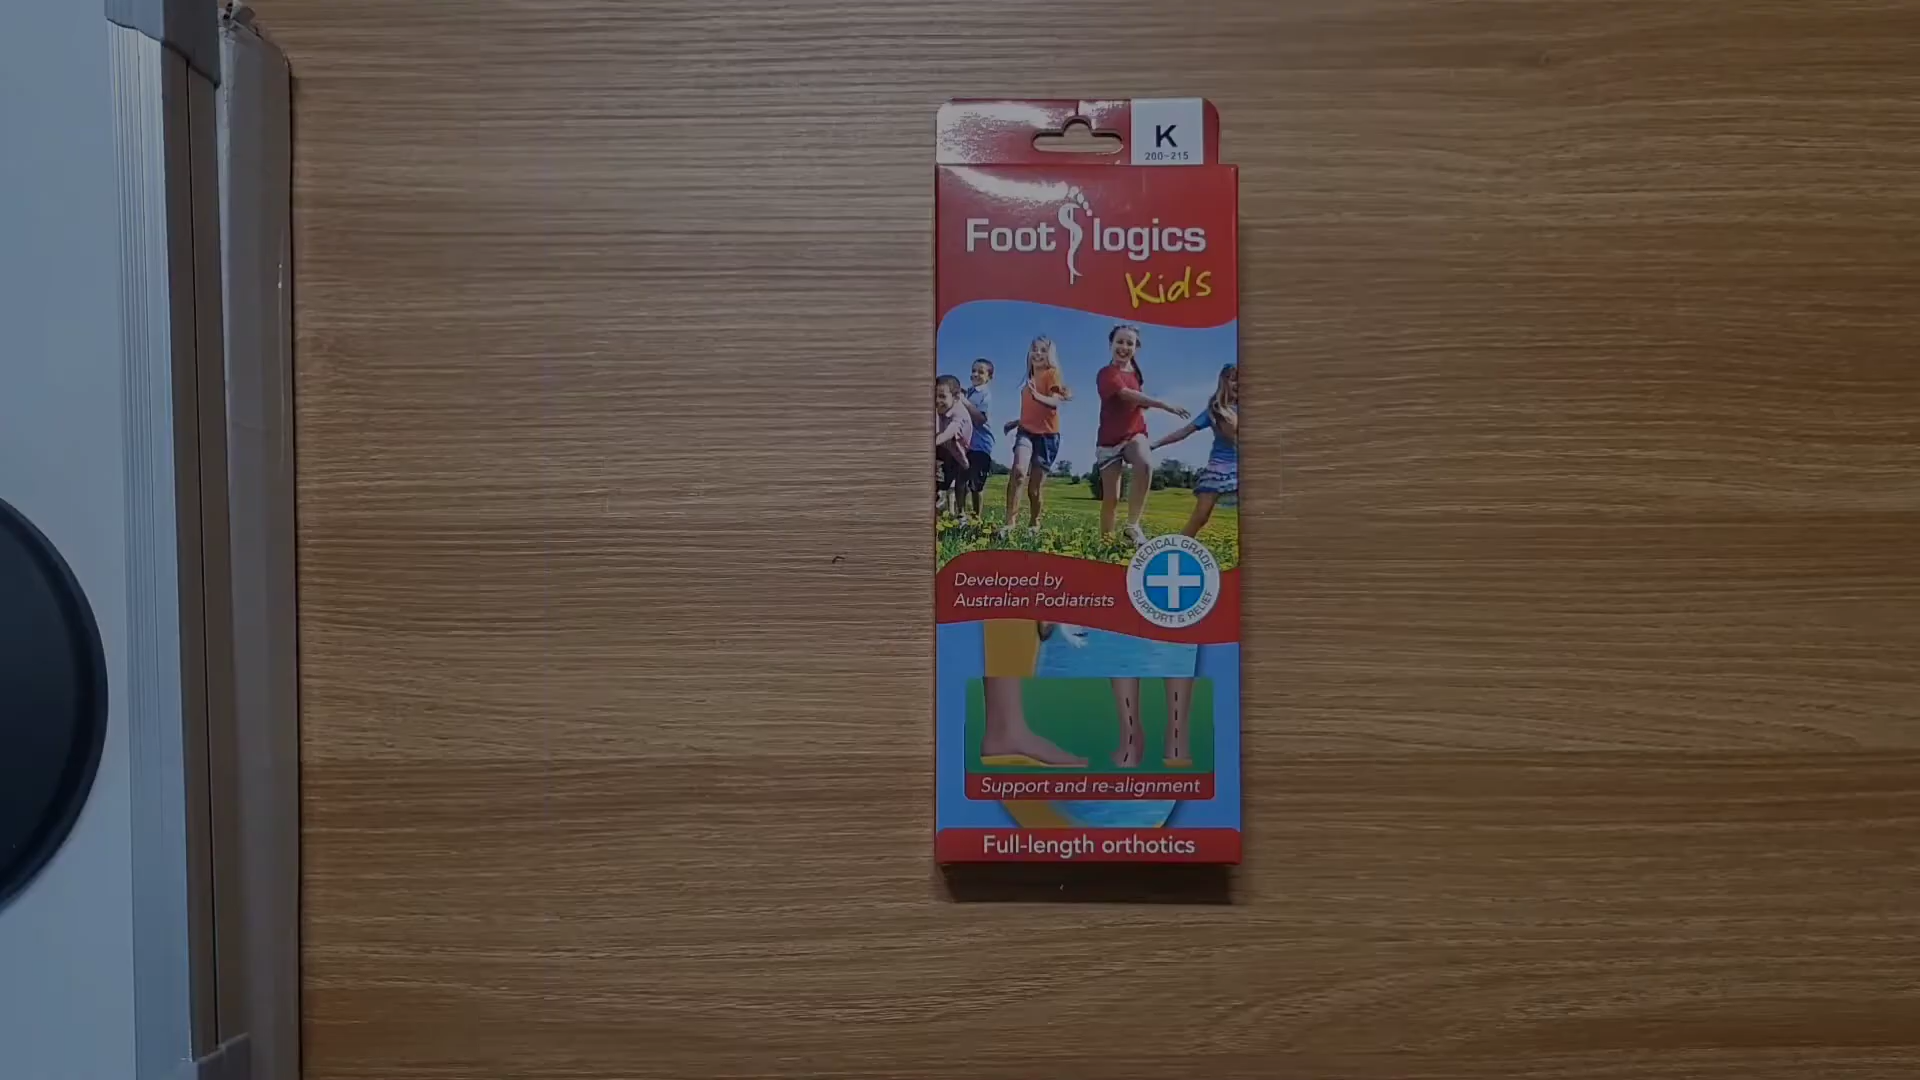 K
200-215
Foot logics
Kids
MEDICAL GRADE
SUPPORT & RELIEF
Developed by
Australian Podiatrists
Support and re-alignment
Full-length orthotics